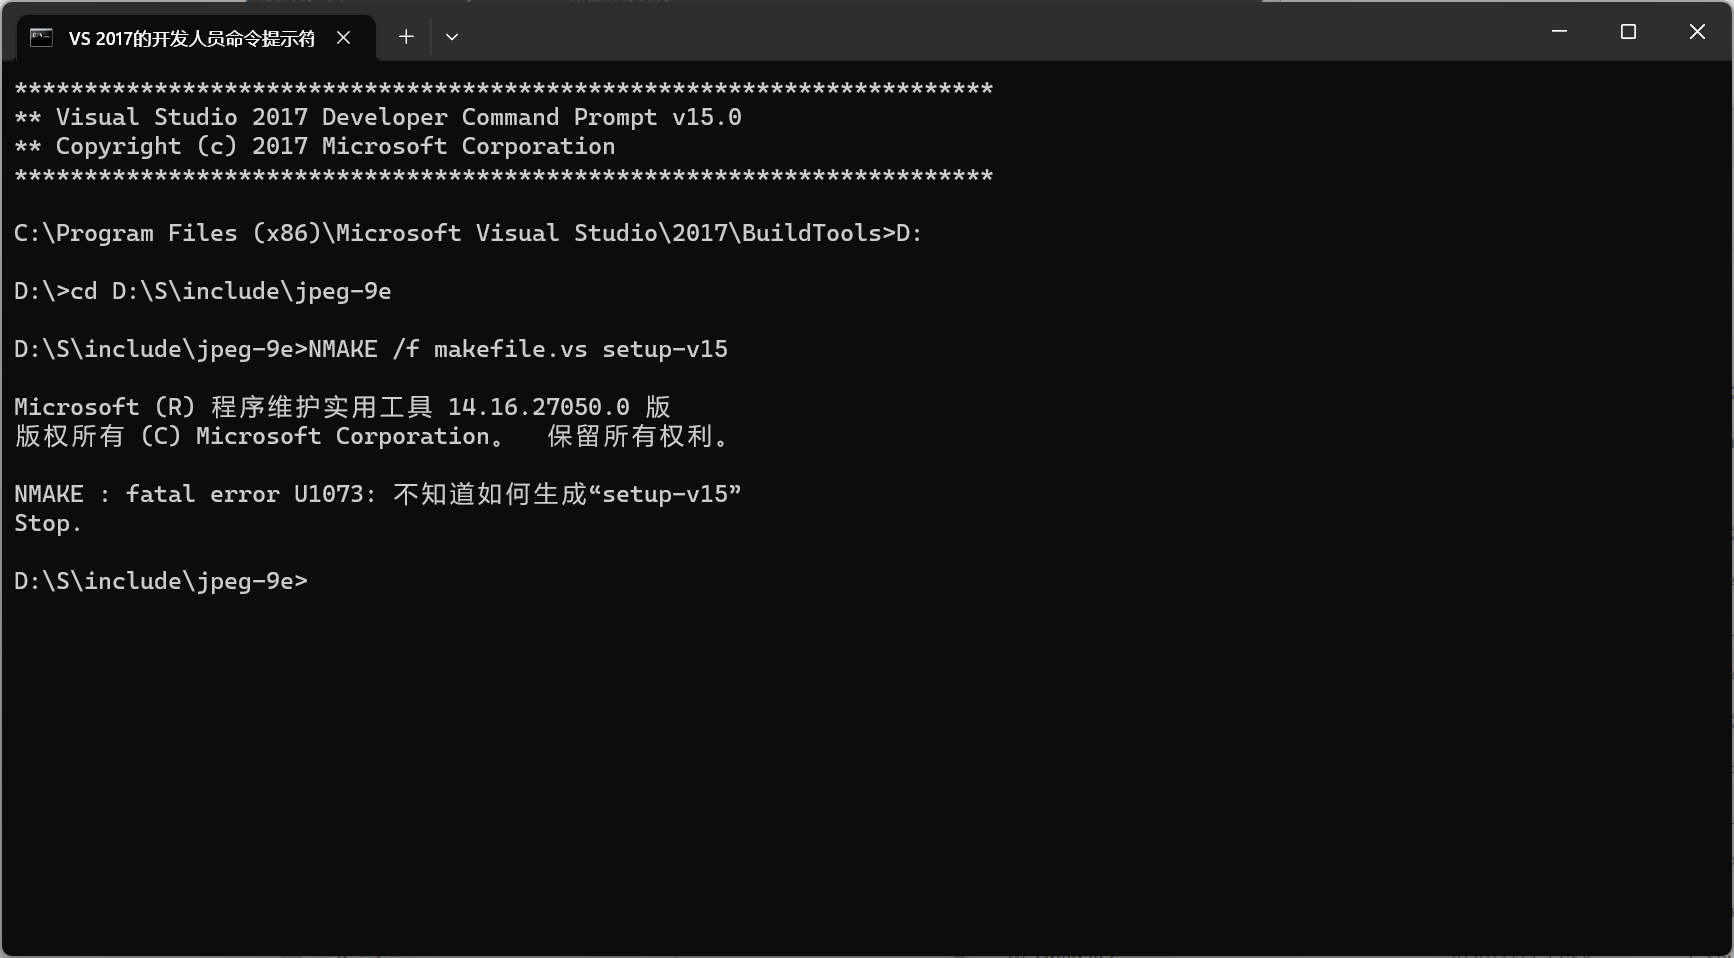 VS 2017的开发人员命令提示符
**********************************************************************
** Visual Studio 2017 Developer Command Prompt v15.0
** Copyright (c) 2017 Microsoft Corporation
**********************************************************************
C:\Program Files (x86)\Microsoft Visual Studio\2017\BuildTools>D:
D:\>cd D:\S\include\jpeg-9e
D:\S\include\jpeg-9e>NMAKE /f makefile.vs setup-v15
Microsoft (R) 程序维护实用工具 14.16.27050.0 版
版权所有 (C) Microsoft Corporation。  保留所有权利。
NMAKE : fatal error U1073: 不知道如何生成“setup-v15”
Stop.
D:\S\include\jpeg-9e>